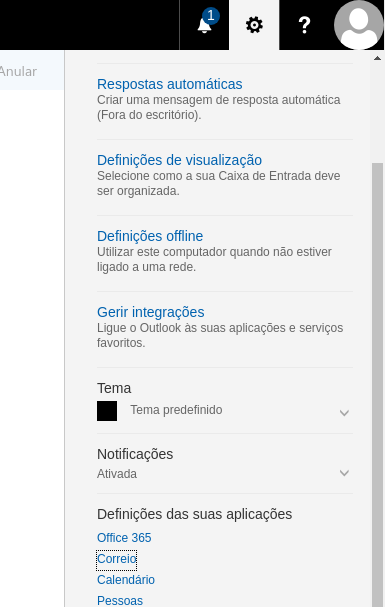 1
?
Anular
Respostas automáticas
Criar uma mensagem de resposta automática
(Fora do escritório).
Definições de visualização
Selecione como a sua Caixa de Entrada deve
ser organizada.
Definições offline
Utilizar este computador quando não estiver
ligado a uma rede.
Gerir integrações
Ligue o Outlook às suas aplicações e serviços
favoritos.
Tema
Tema predefinido
Notificações
Ativada
Definições das suas aplicações
Office 365
Correio
Calendário
Pessoas